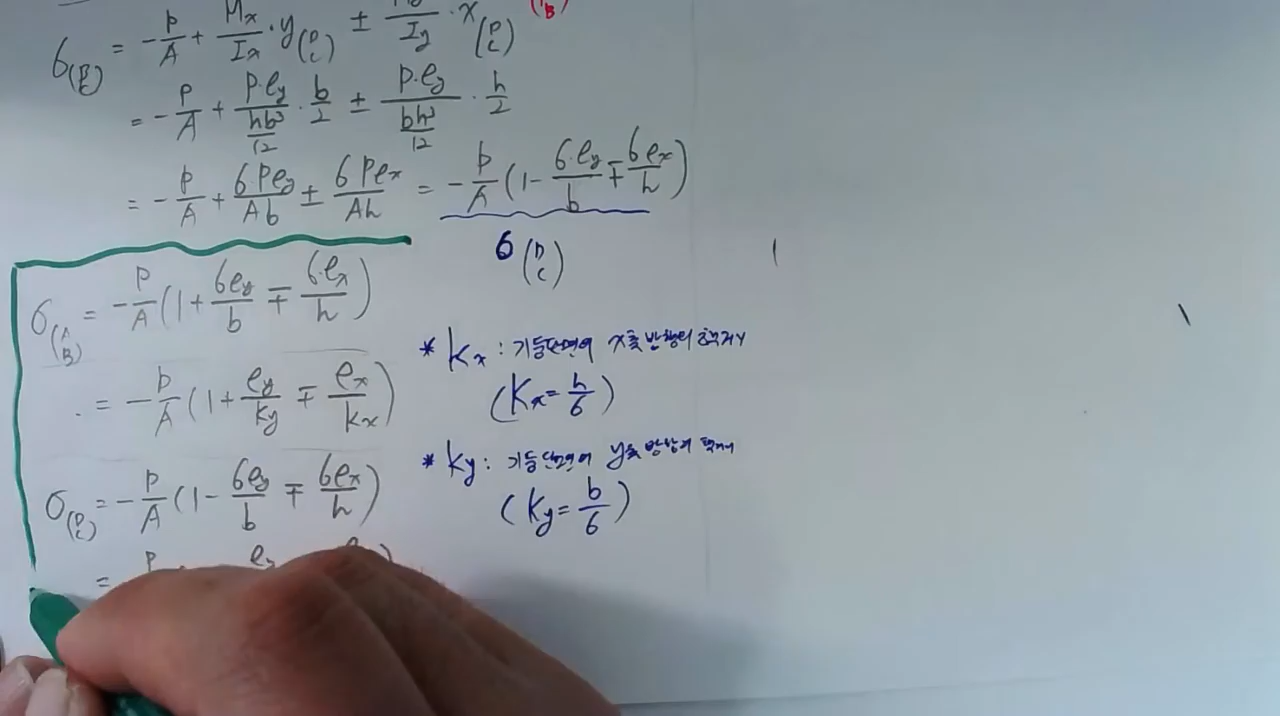 σ(D C) = -P/A + Mx/Ix · y(D C) ± /Iy · x(D C)
= -P/A + P·ey/(hb³/12) · b/2 ± P·ey/(bh³/12) · h/2
= -P/A + 6Pey/Ab ± 6Pex/Ah = -P/A (1 - 6·ey/b ∓ 6ex/h)
σ(D C)
σ(A B) = -P/A (1 + 6ey/b ∓ 6·ex/h)
= -P/A (1 + ey/ky ∓ ex/kx)
* kx : 기둥단면의 x축 방향의 핵거리
(Kx = h/6)
* ky : 기둥단면의 y축 방향의 핵거리
(ky = b/6)
σ(D C) = -P/A (1 - 6ey/b ∓ 6ex/h)
= P ey